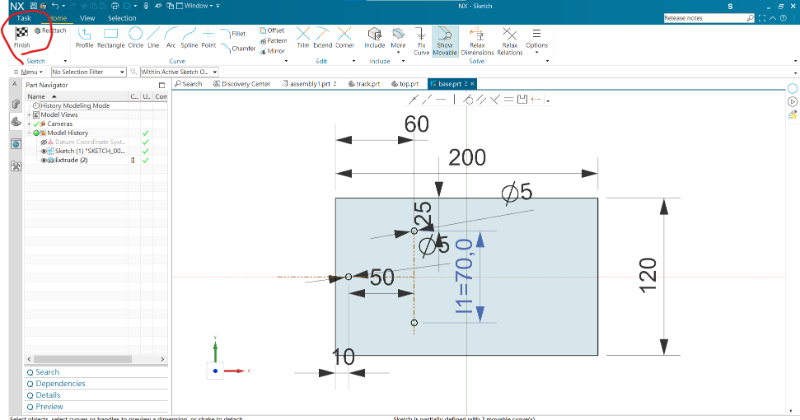 NX
Window
NX - Sketch
Task Home View Selection
Release notes
Finish
Reattach
Profile Rectangle Circle Line Arc Spline Point
Fillet
Chamfer
Offset
Pattern
Mirror
Trim Extend Corner
Include More
Fix Curve
Show Movable
Relax Dimensions
Relax Relations
Options
Sketch Curve Edit Include Solve
Menu No Selection Filter Within Active Sketch O...
Part Navigator
Search Discovery Center assembly1.prt track.prt top.prt base.prt
Name C... U.. Con
History Modeling Mode
Model Views
Cameras
Model History
Datum Coordinate Syst...
Sketch (1) "SKETCH_00...
Extrude (2)
Search
Dependencies
Details
Preview
60
200
Ø5
25
Ø5
50
l1=70,0
120
10
Y
X
Select objects, select curves or handles to preview a dimension, or shake to detach
Sketch is partially defined with 3 movable curve(s)